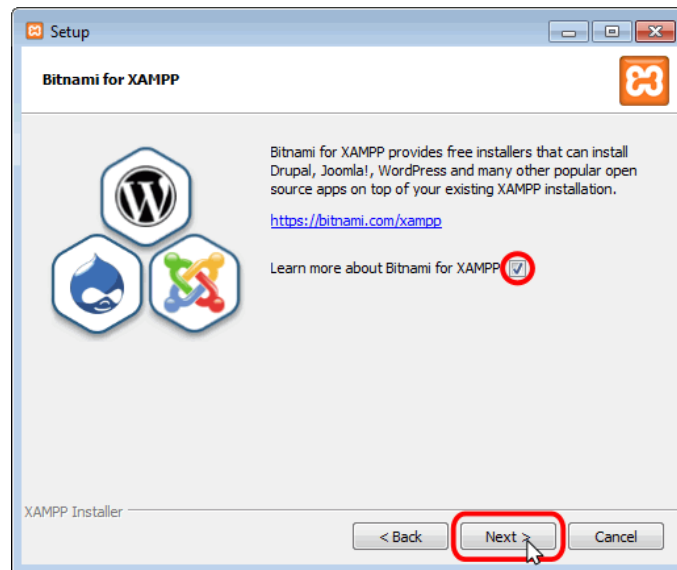 Setup
Bitnami for XAMPP
Bitnami for XAMPP provides free installers that can install
Drupal, Joomla!, WordPress and many other popular open
source apps on top of your existing XAMPP installation.
https://bitnami.com/xampp
Learn more about Bitnami for XAMPP
XAMPP Installer
< Back Next > Cancel